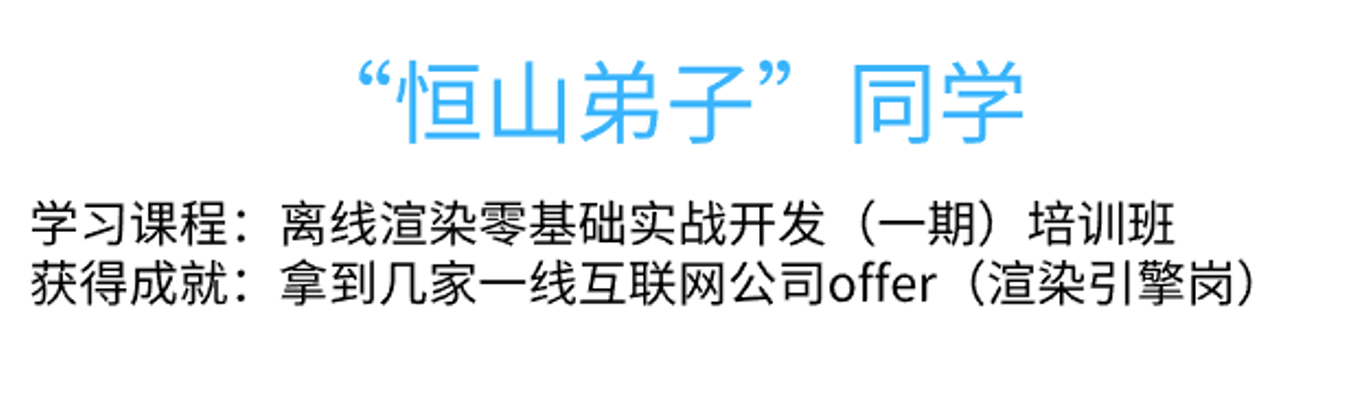 “恒山弟子”同学
学习课程：离线渲染零基础实战开发（一期）培训班
获得成就：拿到几家一线互联网公司offer（渲染引擎岗）